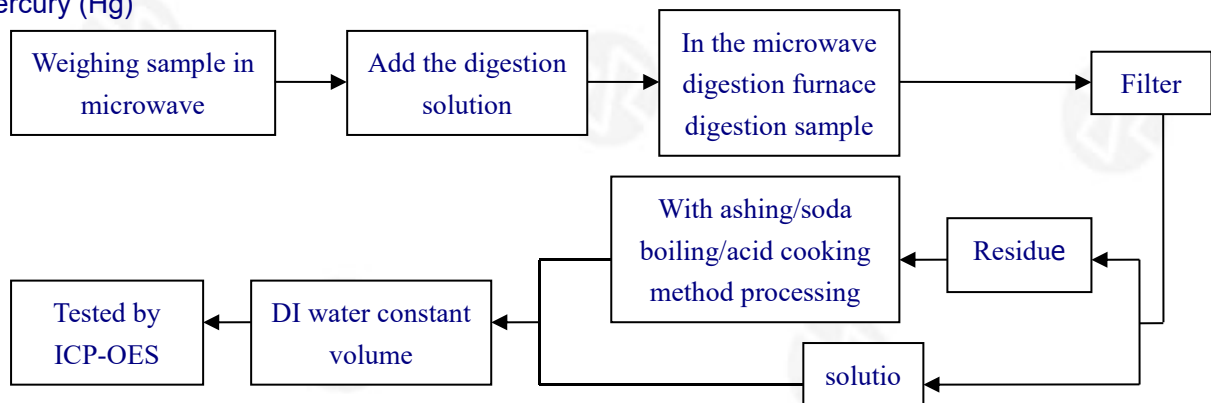 (Hg)
Weighing sample in
microwave
Add the digestion
solution
In the microwave
digestion furnace
digestion sample
Filter
With ashing/soda
boiling/acid cooking
method processing
Residue
Tested by
ICP-OES
DI water constant
volume
solutio